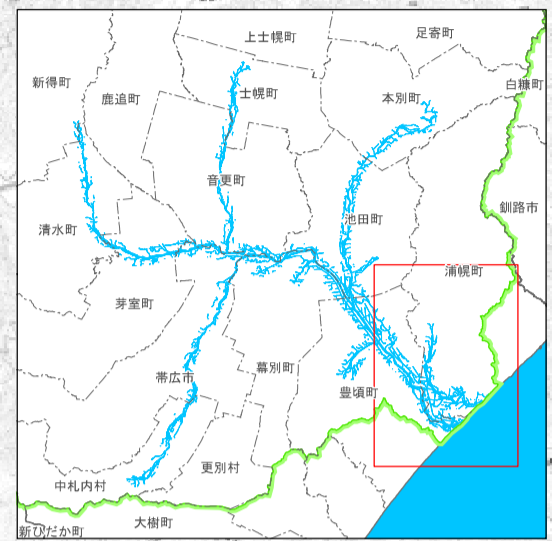 足寄町
上士幌町
新得町
鹿追町
士幌町
本別町
白糠町
音更町
清水町
池田町
釧路市
浦幌町
芽室町
帯広市
幕別町
豊頃町
更別村
中札内村
大樹町
新ひだか町